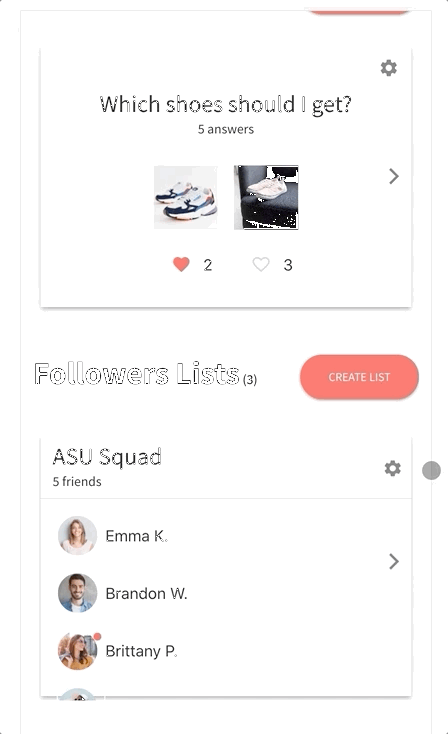 Which shoes should I get?
5 answers
2
3
Followers Lists (3)
CREATE LIST
ASU Squad
5 friends
Emma K.
Brandon W.
Brittany P.